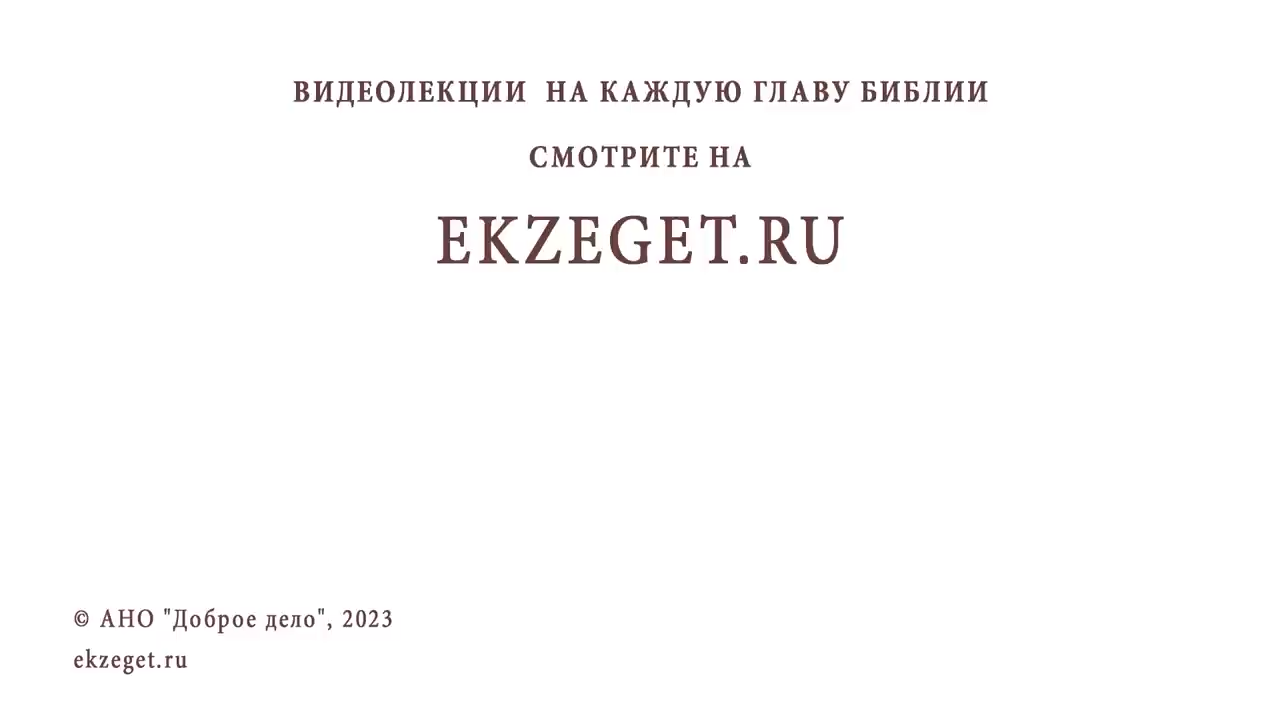 ВИДЕОЛЕКЦИИ НА КАЖДУЮ ГЛАВУ БИБЛИИ
СМОТРИТЕ НА
EKZEGET.RU
© АНО "Доброе дело", 2023
ekzeget.ru